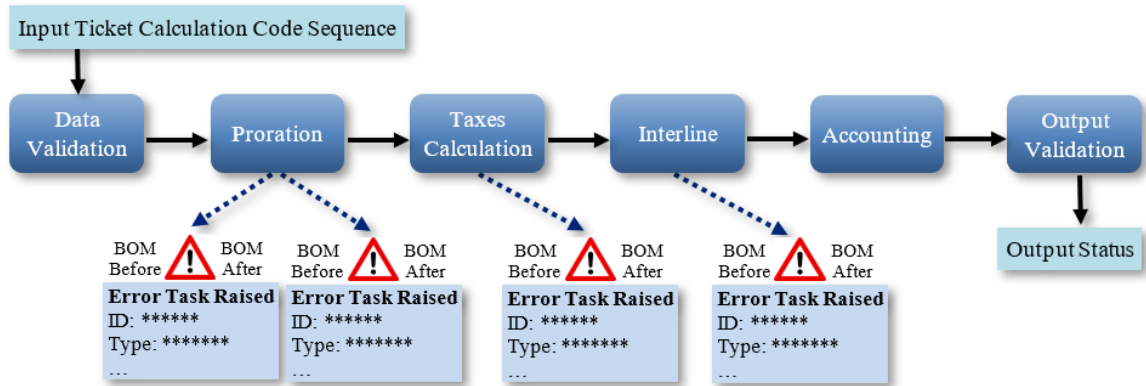 Input Ticket Calculation Code Sequence
Data
Validation
Proration
Taxes
Calculation
Interline
Accounting
Output
Validation
BOM
Before
BOM
After
Error Task Raised
ID: ******
Type: *******
…
BOM
Before
BOM
After
Error Task Raised
ID: ******
Type: *******
…
BOM
Before
BOM
After
Error Task Raised
ID: ******
Type: *******
…
BOM
Before
BOM
After
Error Task Raised
ID: ******
Type: *******
…
Output Status